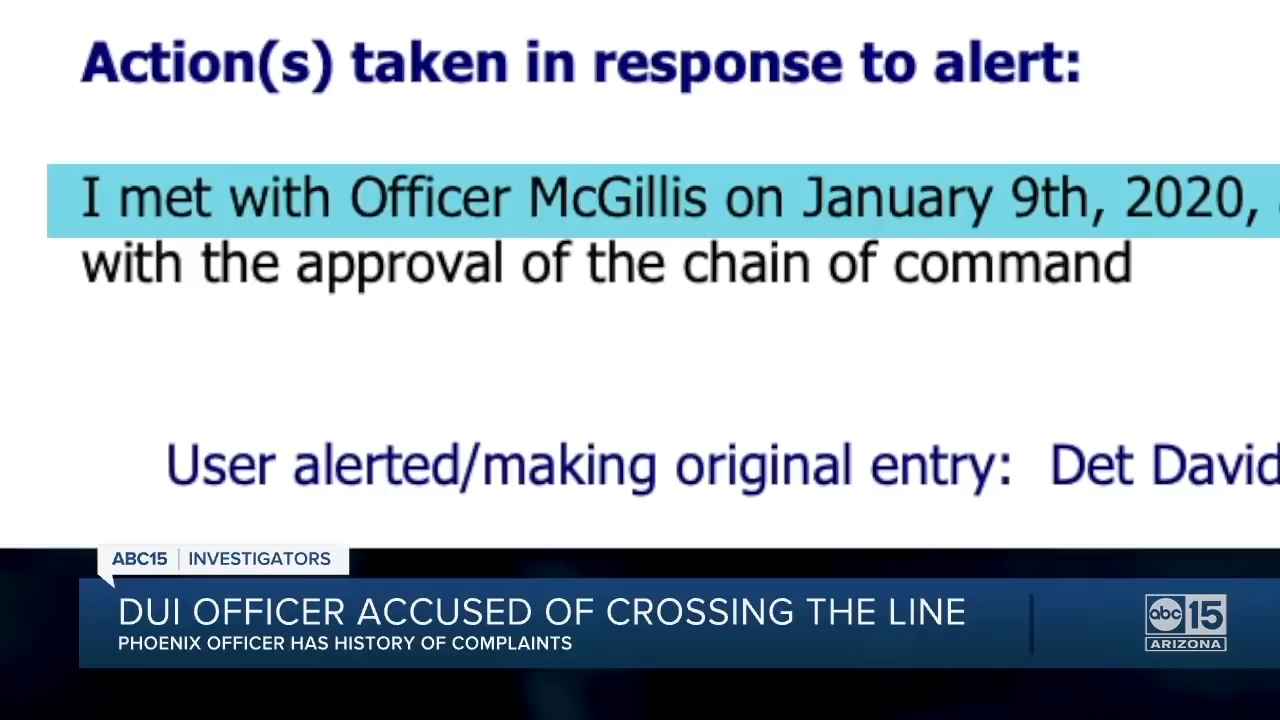 Action(s) taken in response to alert:
I met with Officer McGillis on January 9th, 2020,
with the approval of the chain of command
User alerted/making original entry: Det David
ABC15 | INVESTIGATORS
DUI OFFICER ACCUSED OF CROSSING THE LINE
PHOENIX OFFICER HAS HISTORY OF COMPLAINTS
abc 15
ARIZONA